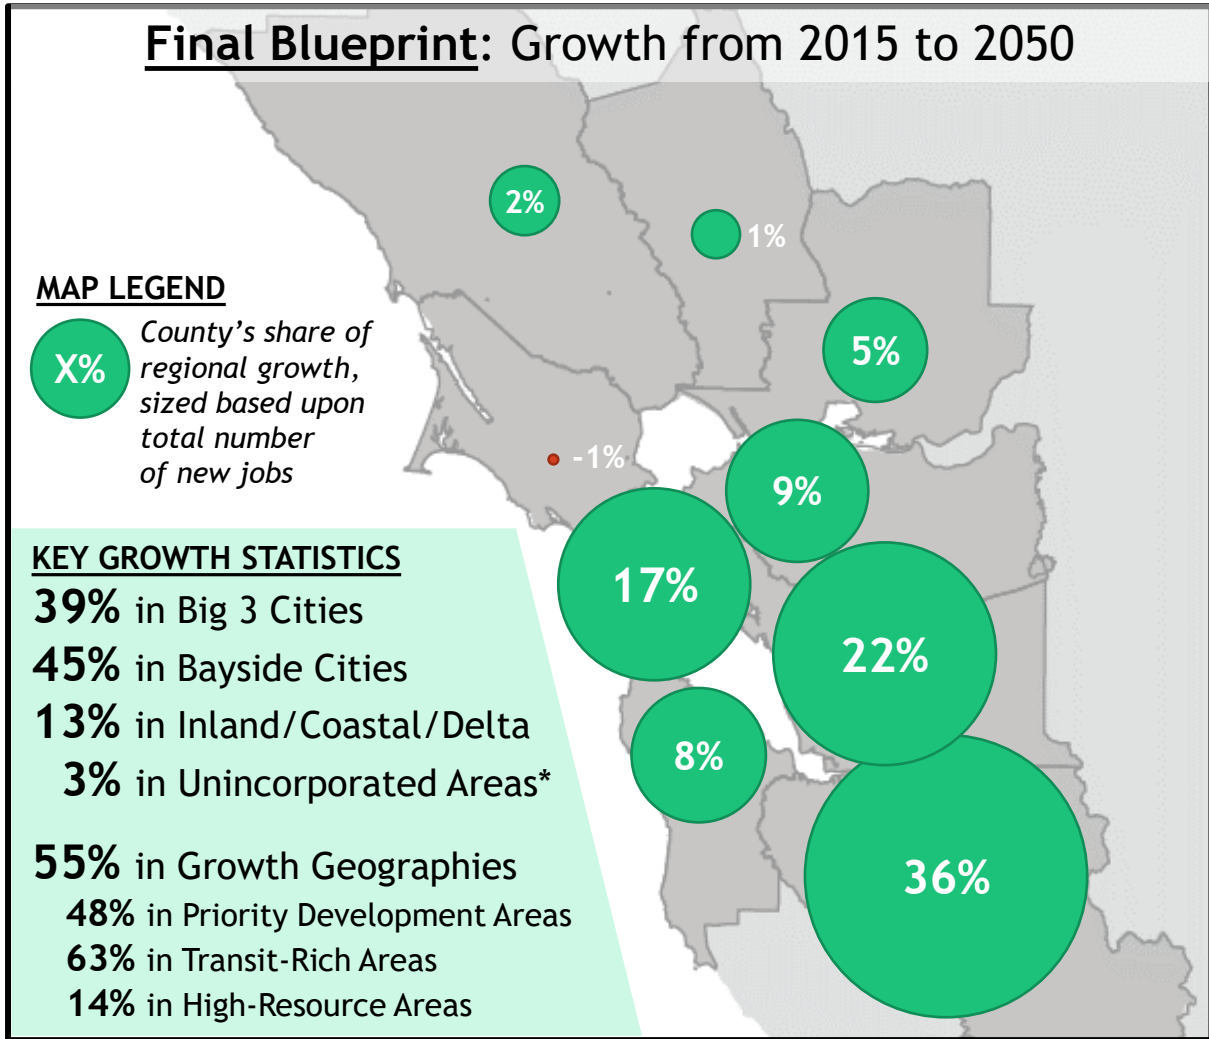 Final Blueprint: Growth from 2015 to 2050
2%
1%
MAP LEGEND
X%
County’s share of
regional growth,
sized based upon
total number
of new jobs
5%
-1%
9%
17%
22%
8%
36%
KEY GROWTH STATISTICS
39% in Big 3 Cities
45% in Bayside Cities
13% in Inland/Coastal/Delta
3% in Unincorporated Areas*
55% in Growth Geographies
48% in Priority Development Areas
63% in Transit-Rich Areas
14% in High-Resource Areas